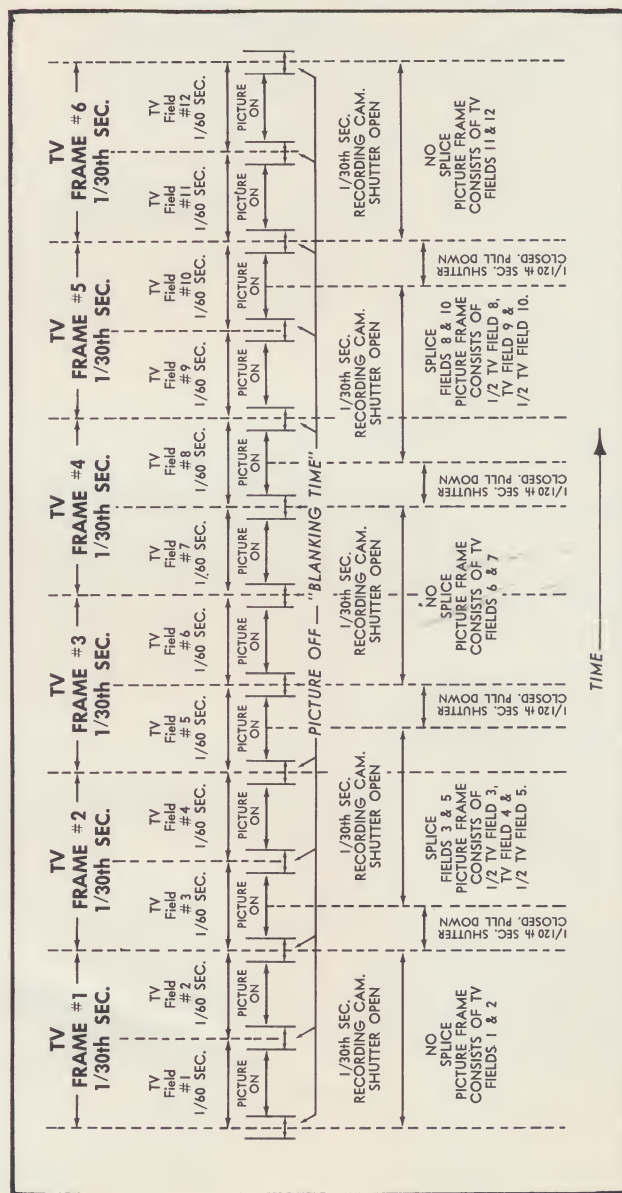 TV
FRAME #1
1/30th SEC.
TV
FRAME #2
1/30th SEC.
TV
FRAME #3
1/30th SEC.
TV
FRAME #4
1/30th SEC.
TV
FRAME #5
1/30th SEC.
TV
FRAME #6
1/30th SEC.
TV
Field
#1
1/60 SEC.
TV
Field
#2
1/60 SEC.
TV
Field
#3
1/60 SEC.
TV
Field
#4
1/60 SEC.
TV
Field
#5
1/60 SEC.
TV
Field
#6
1/60 SEC.
TV
Field
#7
1/60 SEC.
TV
Field
#8
1/60 SEC.
TV
Field
#9
1/60 SEC.
TV
Field
#10
1/60 SEC.
TV
Field
#11
1/60 SEC.
TV
Field
#12
1/60 SEC.
PICTURE
ON
PICTURE
ON
PICTURE
ON
PICTURE
ON
PICTURE
ON
PICTURE
ON
PICTURE
ON
PICTURE
ON
PICTURE
ON
PICTURE
ON
PICTURE
ON
PICTURE
ON
PICTURE OFF — "BLANKING TIME"
1/30th SEC.
RECORDING CAM.
SHUTTER OPEN
1/30th SEC.
RECORDING CAM.
SHUTTER OPEN
1/30th SEC.
RECORDING CAM.
SHUTTER OPEN
1/30th SEC.
RECORDING CAM.
SHUTTER OPEN
1/30th SEC.
RECORDING CAM.
SHUTTER OPEN
NO
SPLICE
PICTURE FRAME
CONSISTS OF TV
FIELDS 1 & 2
1/120 th SEC. SHUTTER
CLOSED. PULL DOWN
SPLICE
FIELDS 3 & 5
PICTURE FRAME
CONSISTS OF
1/2 TV FIELD 3,
TV FIELD 4 &
1/2 TV FIELD 5.
1/120 th SEC. SHUTTER
CLOSED. PULL DOWN
NO
SPLICE
PICTURE FRAME
CONSISTS OF TV
FIELDS 6 & 7
1/120 th SEC. SHUTTER
CLOSED. PULL DOWN
SPLICE
FIELDS 8 & 10
PICTURE FRAME
CONSISTS OF
1/2 TV FIELD 8,
TV FIELD 9 &
1/2 TV FIELD 10.
1/120 th SEC. SHUTTER
CLOSED. PULL DOWN
NO
SPLICE
PICTURE FRAME
CONSISTS OF TV
FIELDS 11 & 12
TIME